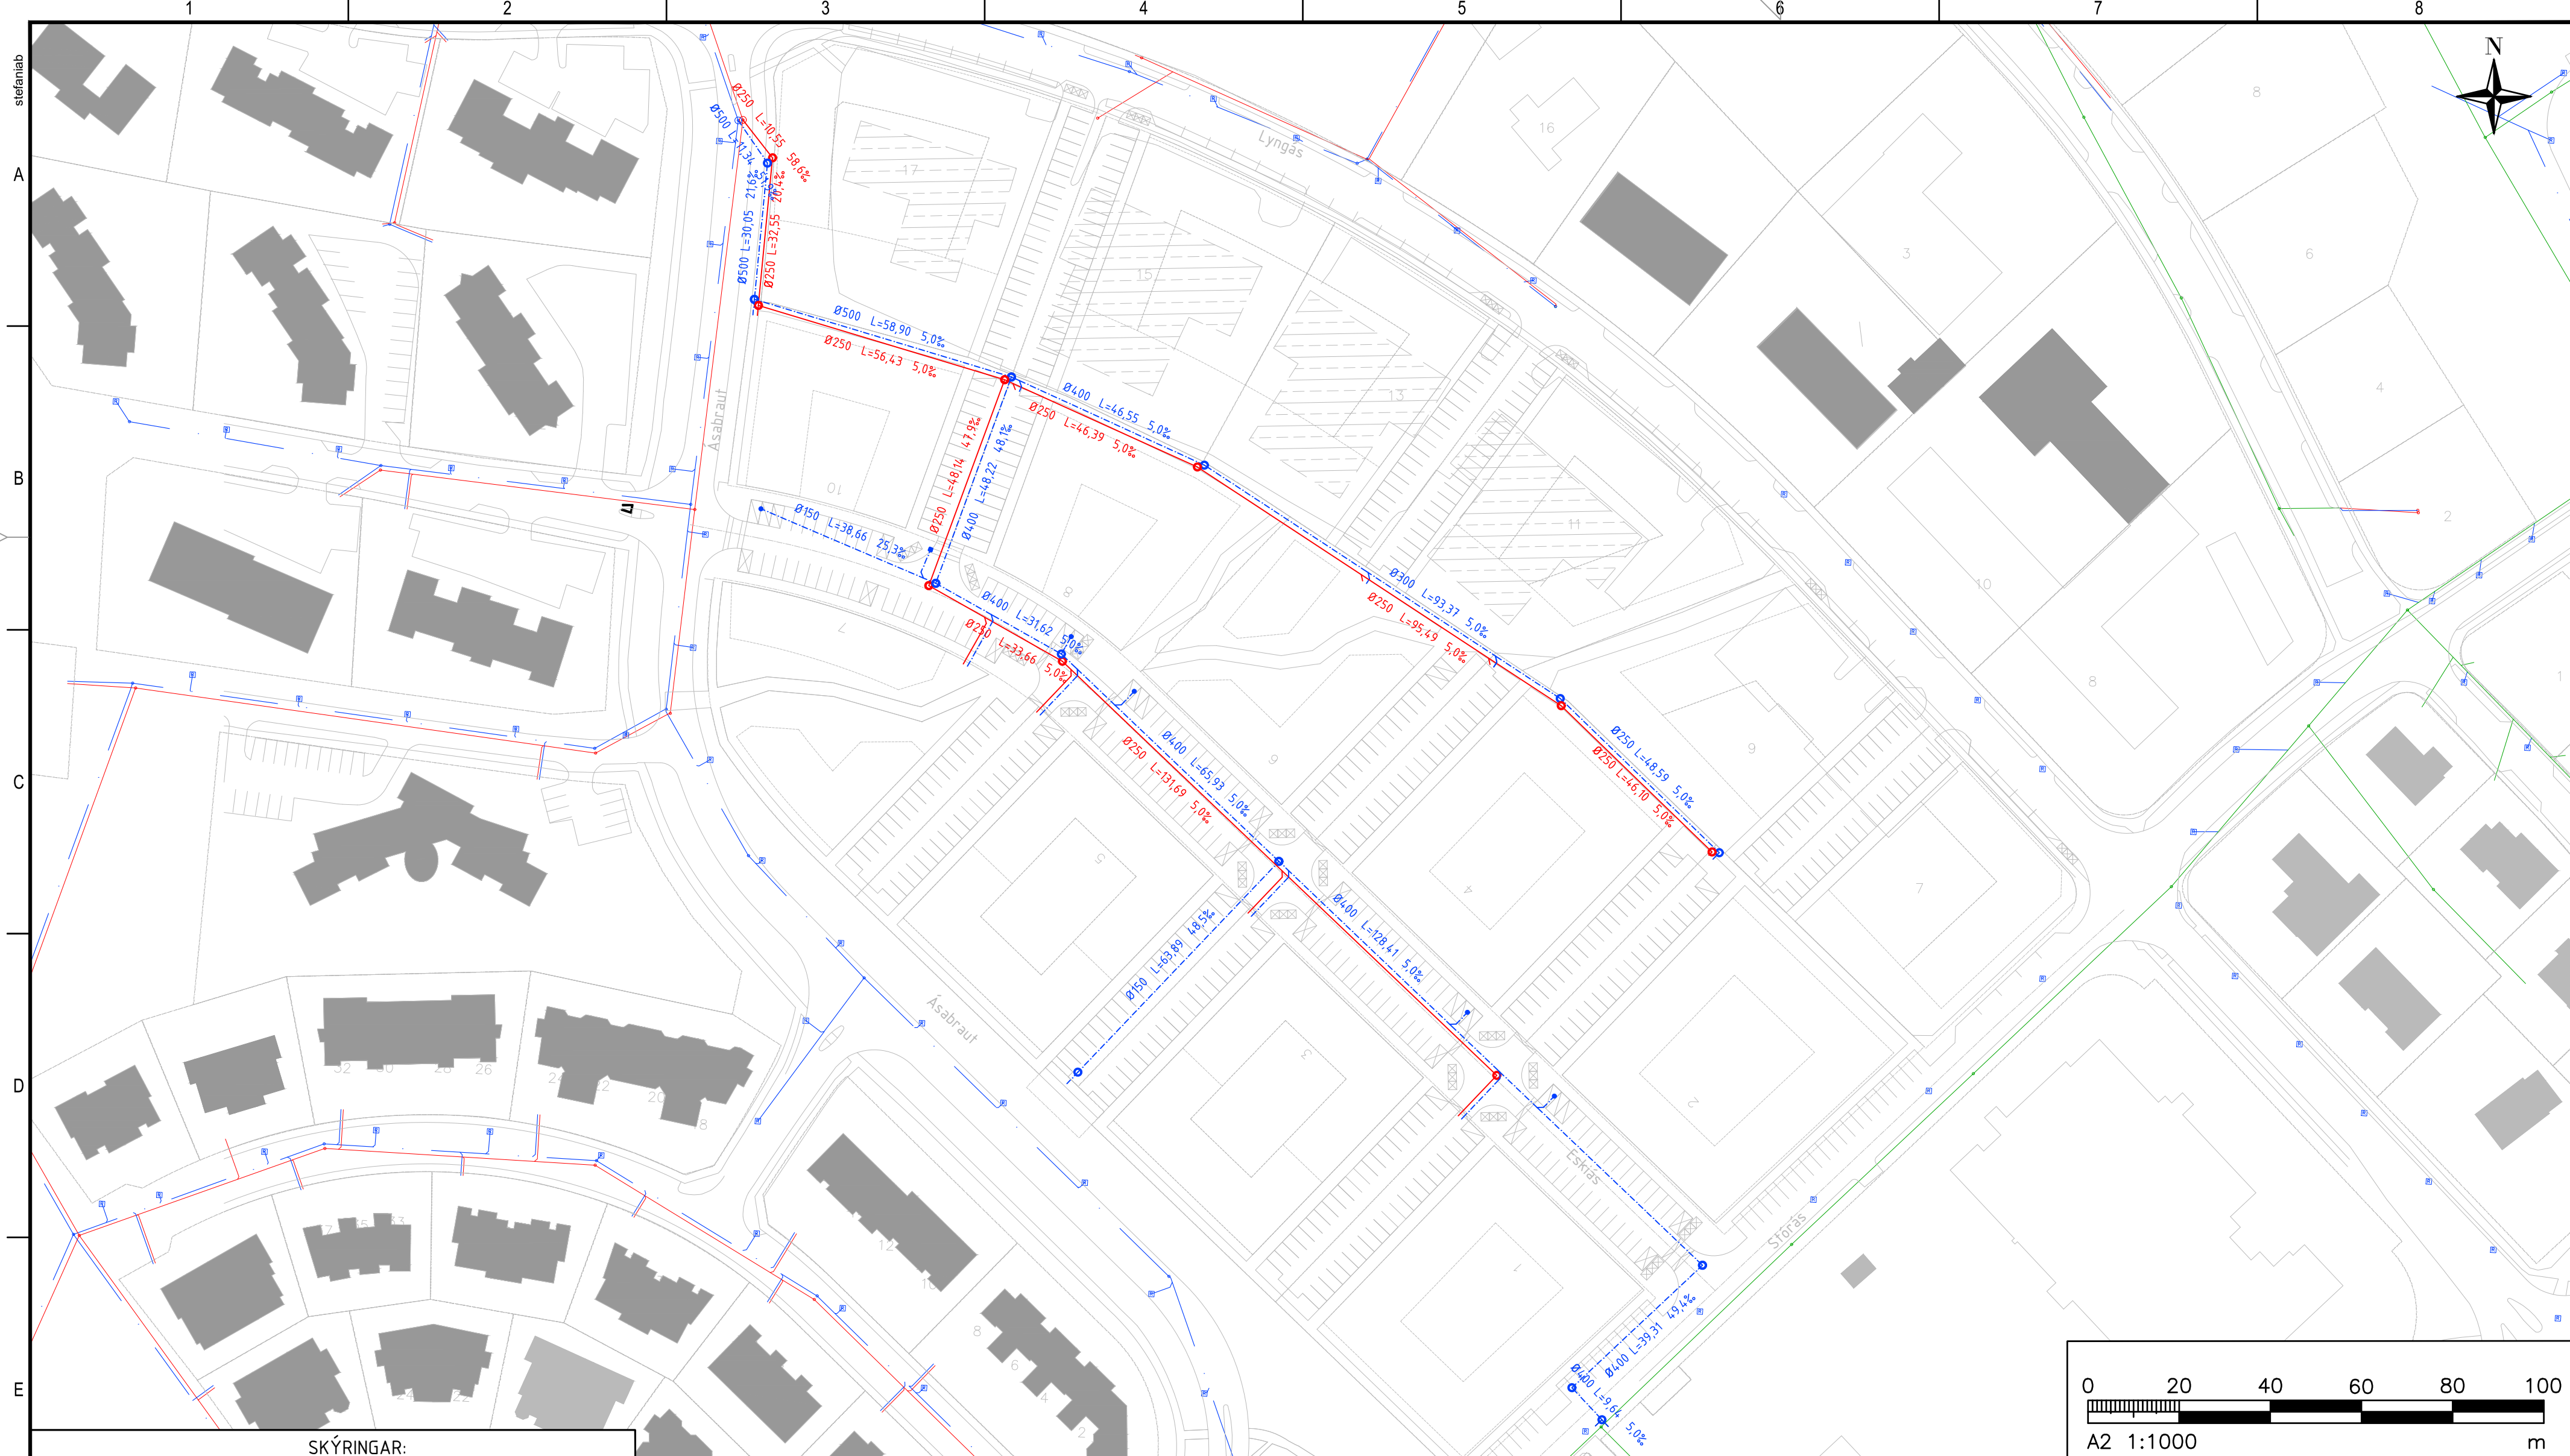 1 2 3 4 5 6 7 8
stefaniab
N
A
B
C
D
E
Lyngás
Ásabraut
Ásabraut
Eskiás
Stórás
Ø250 L=10,55 58,6‰
Ø500 L=11,34
Ø500 L=30,05 21,6‰
Ø250 L=32,55 20,4‰
Ø500 L=58,90 5,0‰
Ø250 L=56,43 5,0‰
Ø400 L=46,55 5,0‰
Ø250 L=46,39 5,0‰
Ø250 L=48,14 47,9‰
Ø400 L=48,22 48,1‰
Ø150 L=38,66 25,3‰
Ø400 L=31,62 5,0‰
Ø250 L=33,66 5,0‰
Ø300 L=93,37 5,0‰
Ø250 L=95,49 5,0‰
Ø250 L=48,59 5,0‰
Ø250 L=46,10 5,0‰
Ø400 L=65,93 5,0‰
Ø250 L=131,69 5,0‰
Ø150 L=63,89 48,5‰
Ø400 L=128,41 5,0‰
Ø400 L=39,31 49,4‰
Ø400 L=9,64 5,0‰
17
16
15
13
11
10
8
7
9
6
5
4
3
2
1
10
8
7
3
8
6
4
2
32 30 28 26
24 22 20
12
10
8
6
4
2
SKÝRINGAR:
0 20 40 60 80 100
A2 1:1000 m